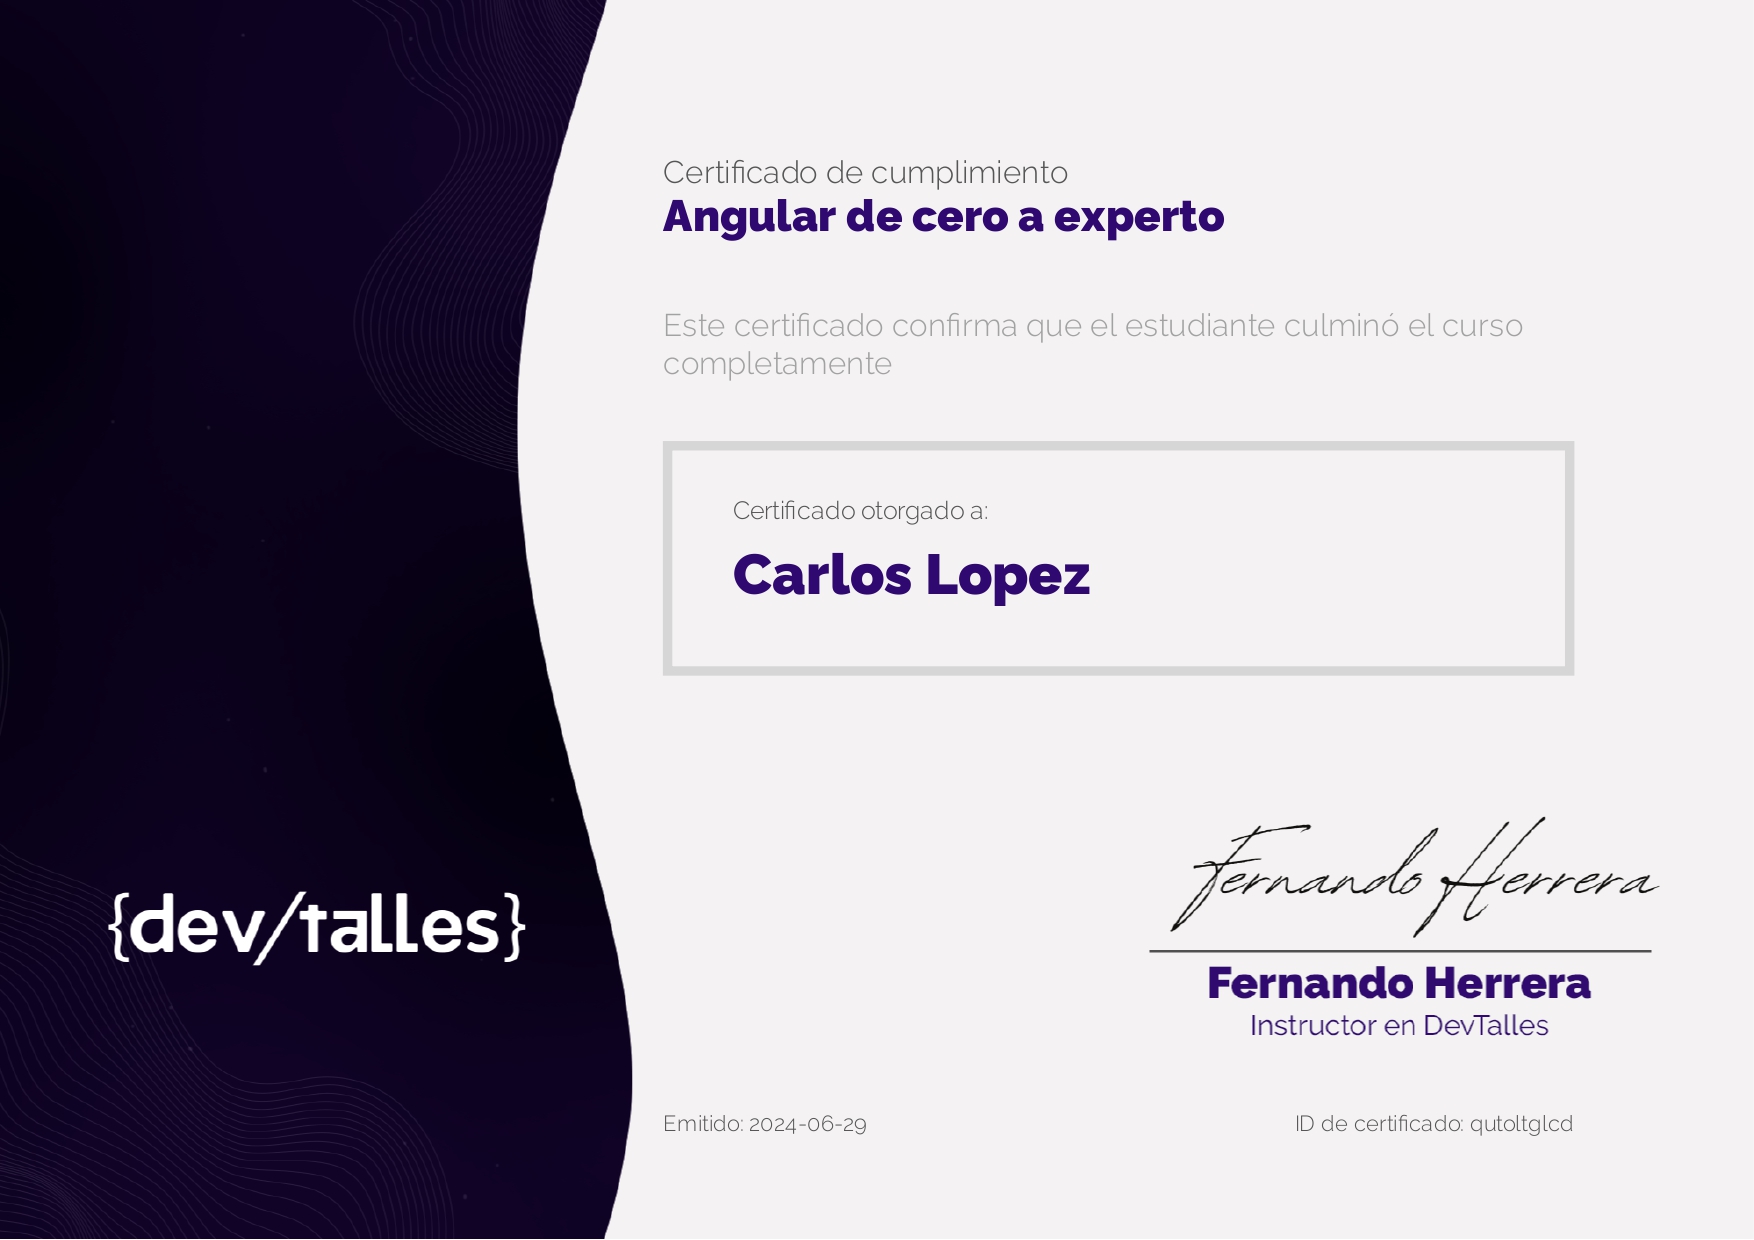 Certificado de cumplimiento
Angular de cero a experto
Este certificado confirma que el estudiante culminó el curso
completamente
Certificado otorgado a:
Carlos Lopez
{dev/talles}
Fernando Herrera
Fernando Herrera
Instructor en DevTalles
Emitido: 2024-06-29
ID de certificado: qutoltglcd